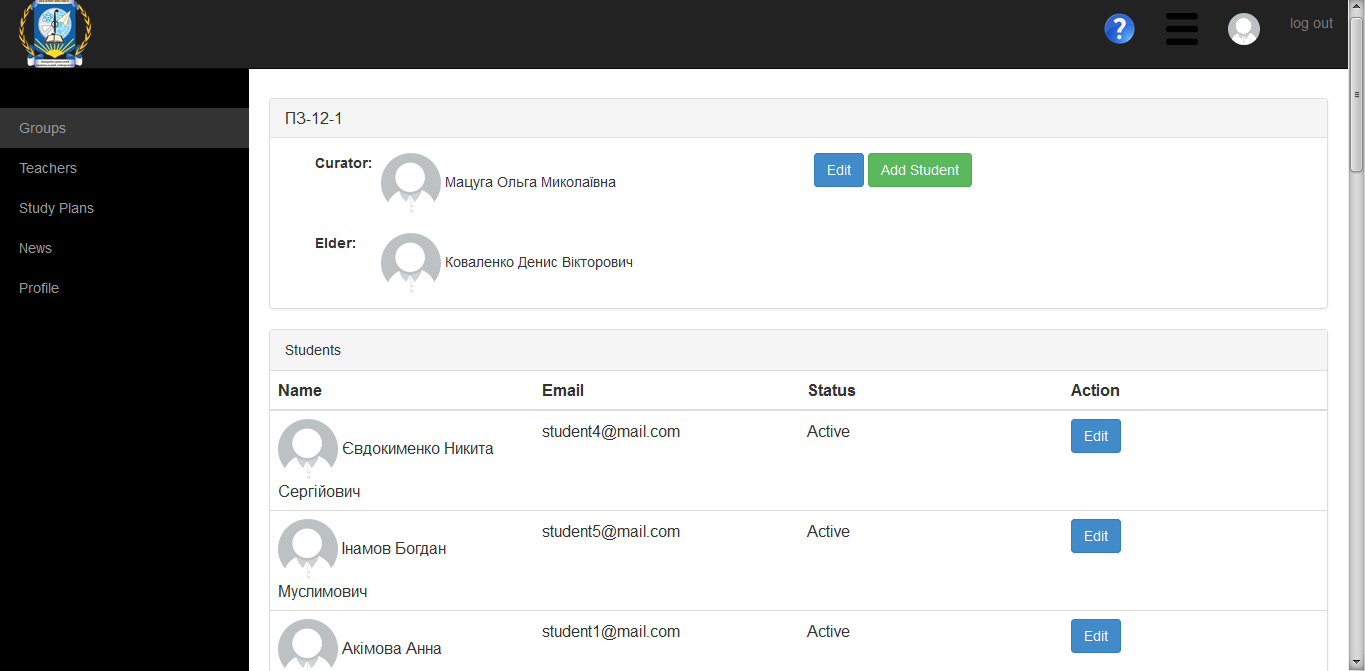 ? log out
Groups
Teachers
Study Plans
News
Profile
ПЗ-12-1
Curator: Мацуга Ольга Миколаївна Edit Add Student
Elder: Коваленко Денис Вікторович
Students
Name Email Status Action
Євдокименко Никита student4@mail.com Active Edit
Сергійович
Інамов Богдан student5@mail.com Active Edit
Муслимович
Акімова Анна student1@mail.com Active Edit